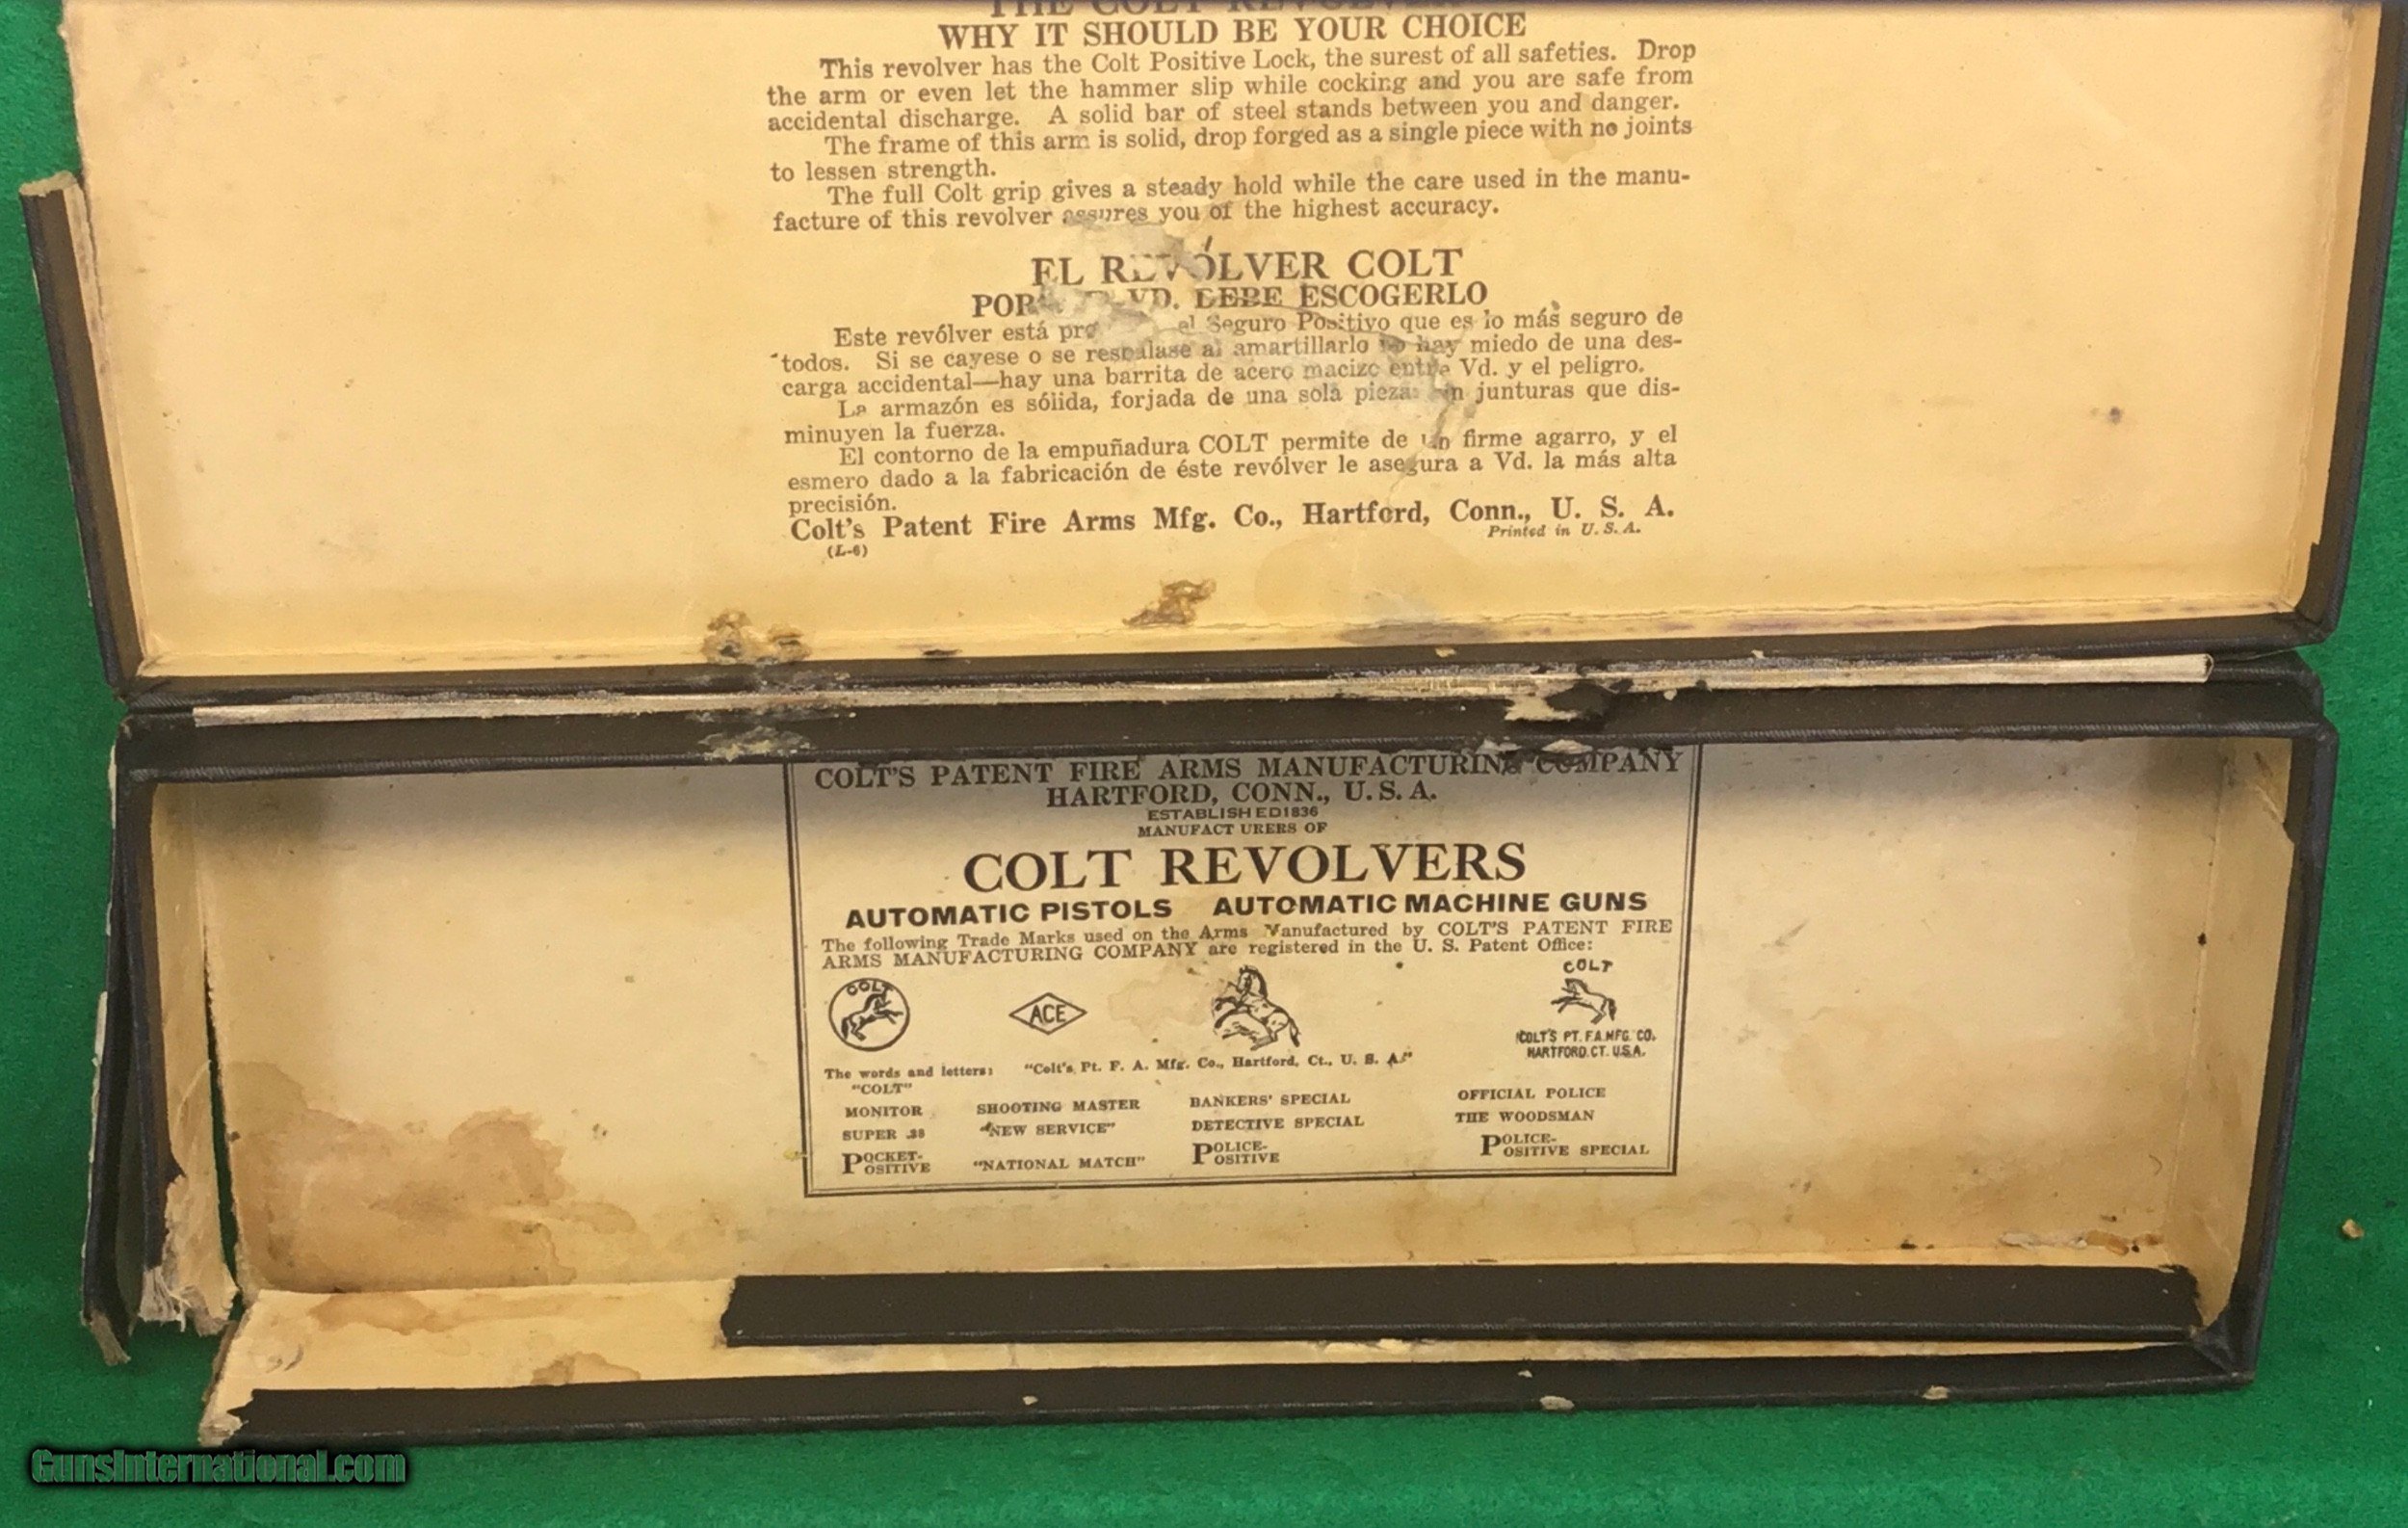 THE COLT REVOLVER
WHY IT SHOULD BE YOUR CHOICE
This revolver has the Colt Positive Lock, the surest of all safeties. Drop
the arm or even let the hammer slip while cocking and you are safe from
accidental discharge. A solid bar of steel stands between you and danger.
The frame of this arm is solid, drop forged as a single piece with no joints
to lessen strength.
The full Colt grip gives a steady hold while the care used in the manu-
facture of this revolver assures you of the highest accuracy.
EL REVÓLVER COLT
VD. DEBE ESCOGERLO
Este revólver está el Seguro Positivo que es lo más seguro de
todos. Si se cayese o se resbalase al amartillarlo no hay miedo de una des-
carga accidental—hay una barrita de acero macizo entre Vd. y el peligro.
La armazón es sólida, forjada de una sola pieza sin junturas que dis-
minuyen la fuerza.
El contorno de la empuñadura COLT permite de un firme agarro, y el
esmero dado a la fabricación de éste revólver le asegura a Vd. la más alta
precisión.
Colt's Patent Fire Arms Mfg. Co., Hartford, Conn., U. S. A.
(L-6) Printed in U. S. A.
COLT'S PATENT FIRE ARMS MANUFACTURING COMPANY
HARTFORD, CONN., U. S. A.
ESTABLISHED 1836
MANUFACTURERS OF
COLT REVOLVERS
AUTOMATIC PISTOLS AUTOMATIC MACHINE GUNS
The following Trade Marks used on the Arms Manufactured by COLT'S PATENT FIRE
ARMS MANUFACTURING COMPANY are registered in the U. S. Patent Office:
COLT
ACE
COLT
COLT'S PT. F.A. MFG. CO.
HARTFORD. CT. U.S.A.
The words and letters: "Colt's Pt. F. A. Mfg. Co., Hartford, Ct., U. S. A."
"COLT"
MONITOR SHOOTING MASTER BANKERS' SPECIAL OFFICIAL POLICE
SUPER .38 "NEW SERVICE" DETECTIVE SPECIAL THE WOODSMAN
POCKET-POSITIVE "NATIONAL MATCH" POLICE-POSITIVE POLICE-POSITIVE SPECIAL
GunsInternational.com